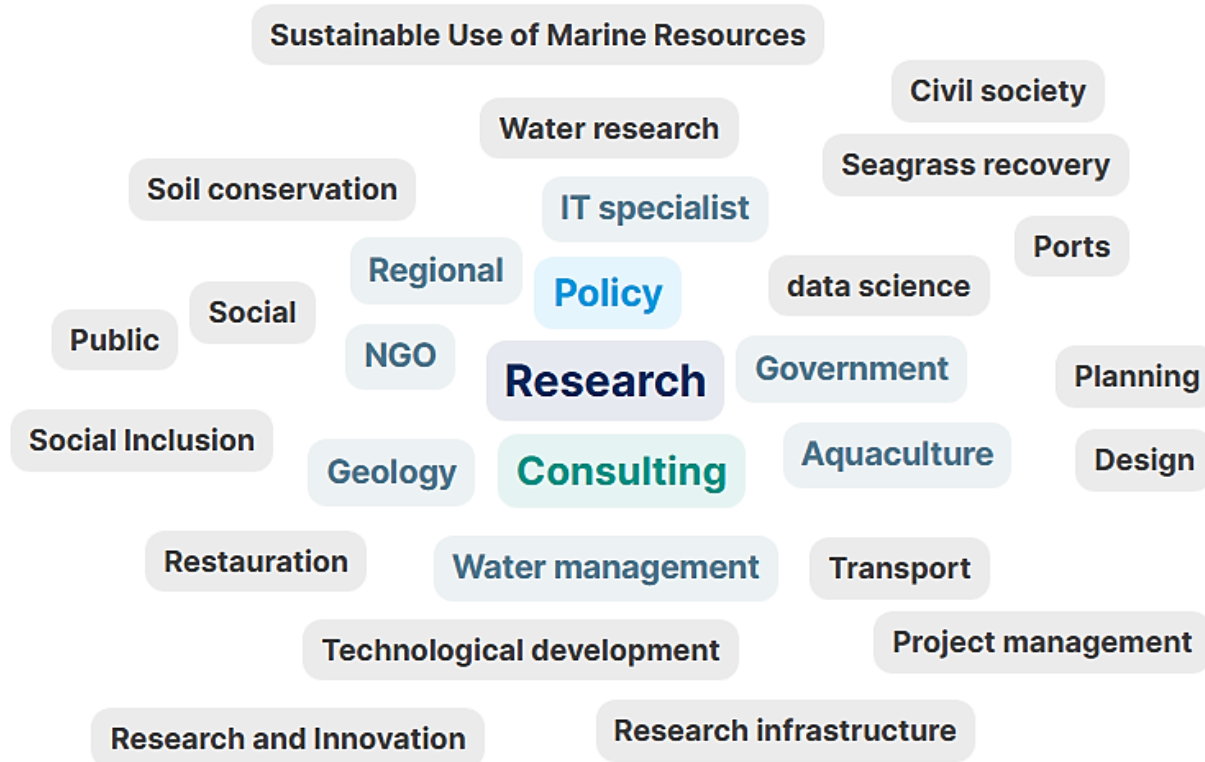 Sustainable Use of Marine Resources
Civil society
Water research
Seagrass recovery
Soil conservation
IT specialist
Ports
Regional
Policy
data science
Social
Public
NGO
Research
Government
Planning
Social Inclusion
Geology
Consulting
Aquaculture
Design
Restauration
Water management
Transport
Technological development
Project management
Research and Innovation
Research infrastructure